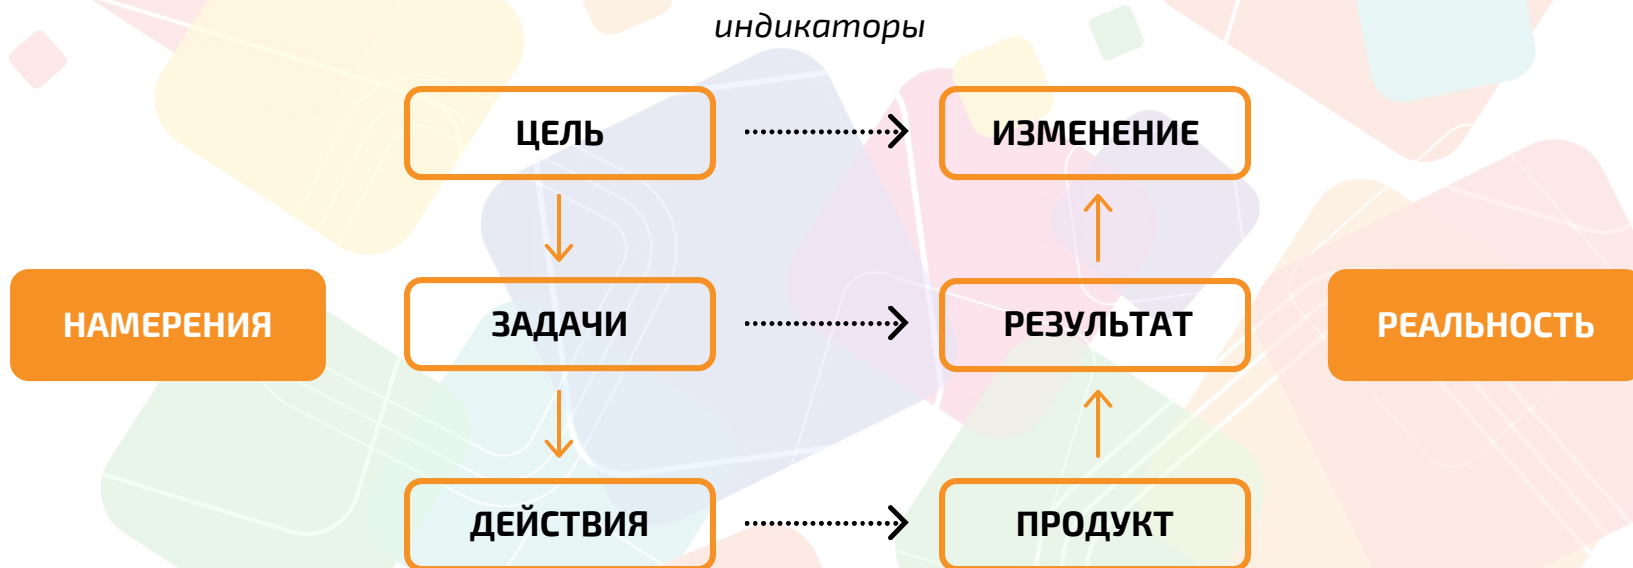 индикаторы
ЦЕЛЬ
ИЗМЕНЕНИЕ
НАМЕРЕНИЯ
ЗАДАЧИ
РЕЗУЛЬТАТ
РЕАЛЬНОСТЬ
ДЕЙСТВИЯ
ПРОДУКТ